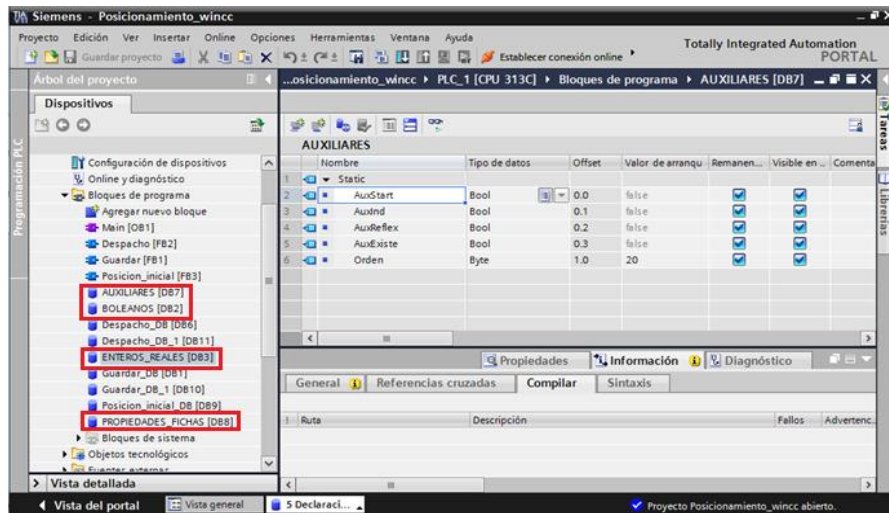 Siemens - Posicionamiento_wincc
Proyecto Edición Ver Insertar Online Opciones Herramientas Ventana Ayuda
Totally Integrated Automation
PORTAL
Guardar proyecto
Establecer conexión online
Árbol del proyecto
...osicionamiento_wincc PLC_1 [CPU 313C] Bloques de programa AUXILIARES [DB7]
Dispositivos
Programación PLC
Configuración de dispositivos
Online y diagnóstico
Bloques de programa
Agregar nuevo bloque
Main [OB1]
Despacho [FB2]
Guardar [FB1]
Posicion_inicial [FB3]
AUXILIARES [DB7]
BOLEANOS [DB2]
Despacho_DB [DB6]
Despacho_DB_1 [DB11]
ENTEROS_REALES [DB3]
Guardar_DB [DB1]
Guardar_DB_1 [DB10]
Posicion_inicial_DB [DB9]
PROPIEDADES_FICHAS [DB8]
Bloques de sistema
Objetos tecnológicos
Fuentes externas
Vista detallada
AUXILIARES
Nombre Tipo de datos Offset Valor de arranqu Remanen... Visible en .. Comenta
1 Static
2 AuxStart Bool 0.0 false
3 AuxInd Bool 0.1 false
4 AuxReflex Bool 0.2 false
5 AuxExiste Bool 0.3 false
6 Orden Byte 1.0 20
Propiedades Información Diagnóstico
General Referencias cruzadas Compilar Sintaxis
! Ruta Descripción Fallos Advertenc.
Tareas
Librerías
Vista del portal Vista general 5 Declaraci... Proyecto Posicionamiento_wincc abierto.